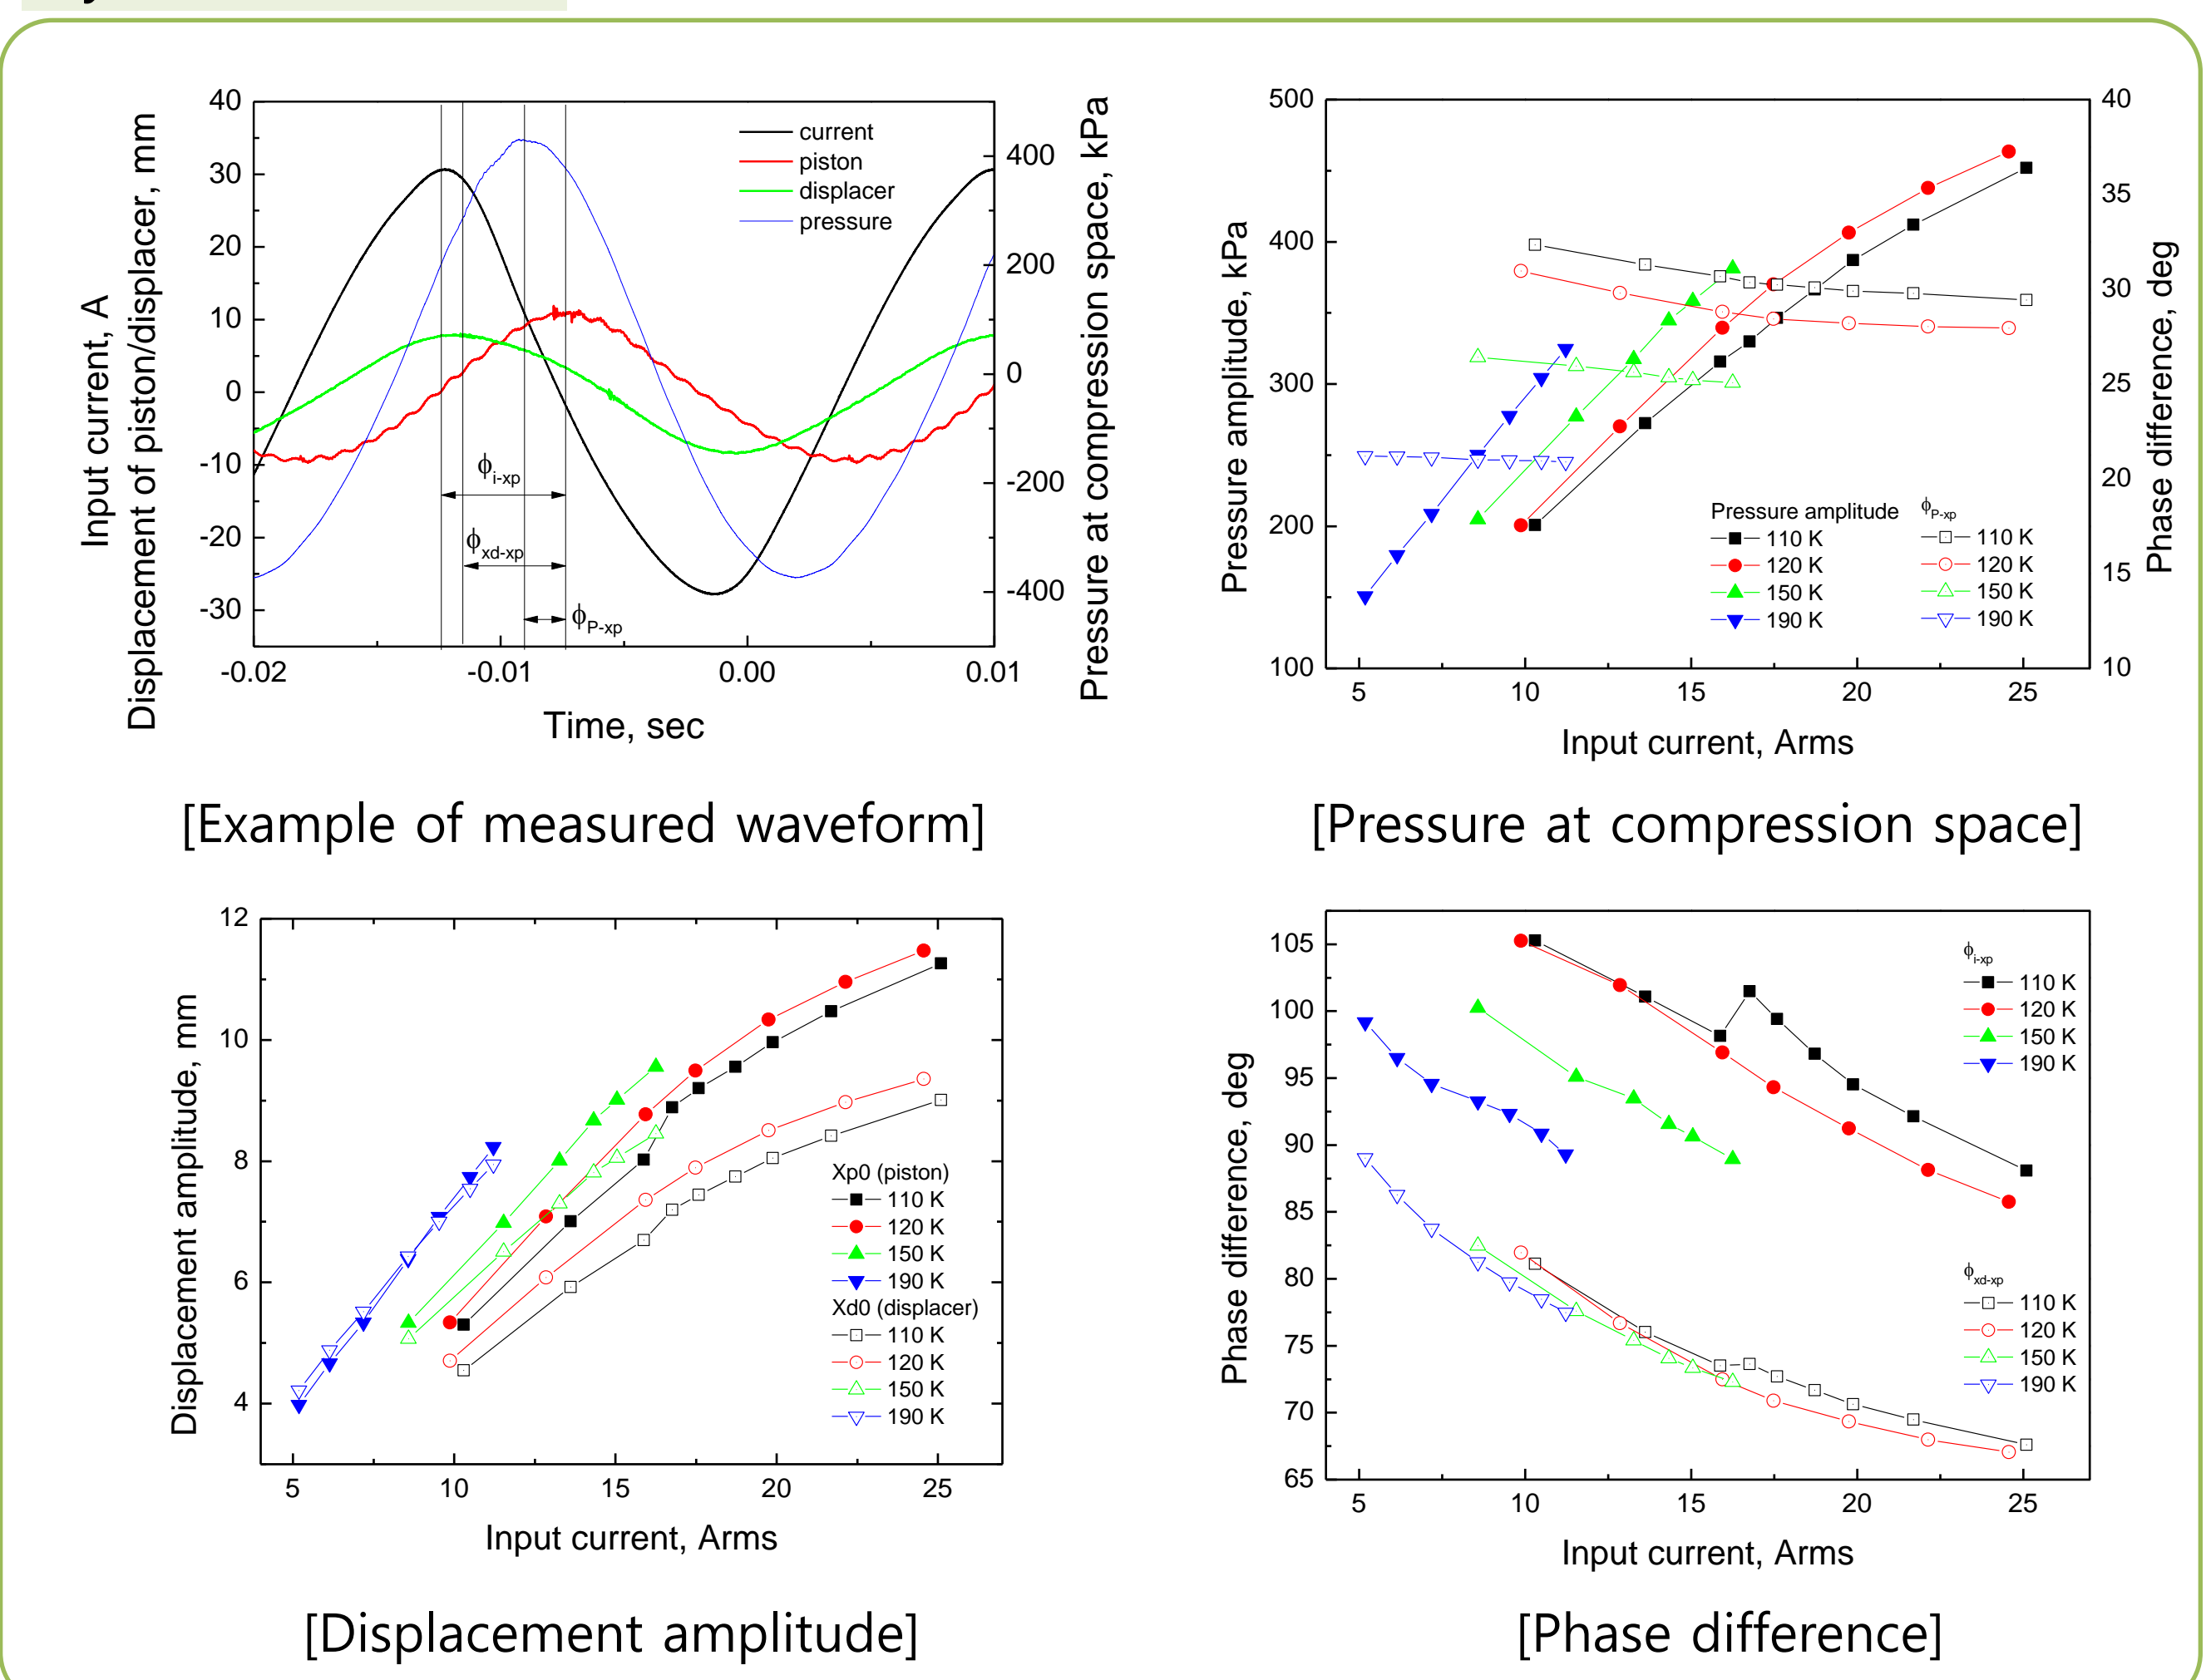 40
30
20
10
0
-10
-20
-30
Input current, A
Displacement of piston/displacer, mm
400
200
0
-200
-400
Pressure at compression space, kPa
current
piston
displacer
pressure
ϕi-xp
ϕxd-xp
ϕP-xp
-0.02 -0.01 0.00 0.01
Time, sec
[Example of measured waveform]
500
400
300
200
100
Pressure amplitude, kPa
40
35
30
25
20
15
10
Phase difference, deg
Pressure amplitude
110 K
120 K
150 K
190 K
ϕP-xp
110 K
120 K
150 K
190 K
5 10 15 20 25
Input current, Arms
[Pressure at compression space]
12
10
8
6
4
Displacement amplitude, mm
Xp0 (piston)
110 K
120 K
150 K
190 K
Xd0 (displacer)
110 K
120 K
150 K
190 K
5 10 15 20 25
Input current, Arms
[Displacement amplitude]
105
100
95
90
85
80
75
70
65
Phase difference, deg
ϕi-xp
110 K
120 K
150 K
190 K
ϕxd-xp
110 K
120 K
150 K
190 K
5 10 15 20 25
Input current, Arms
[Phase difference]